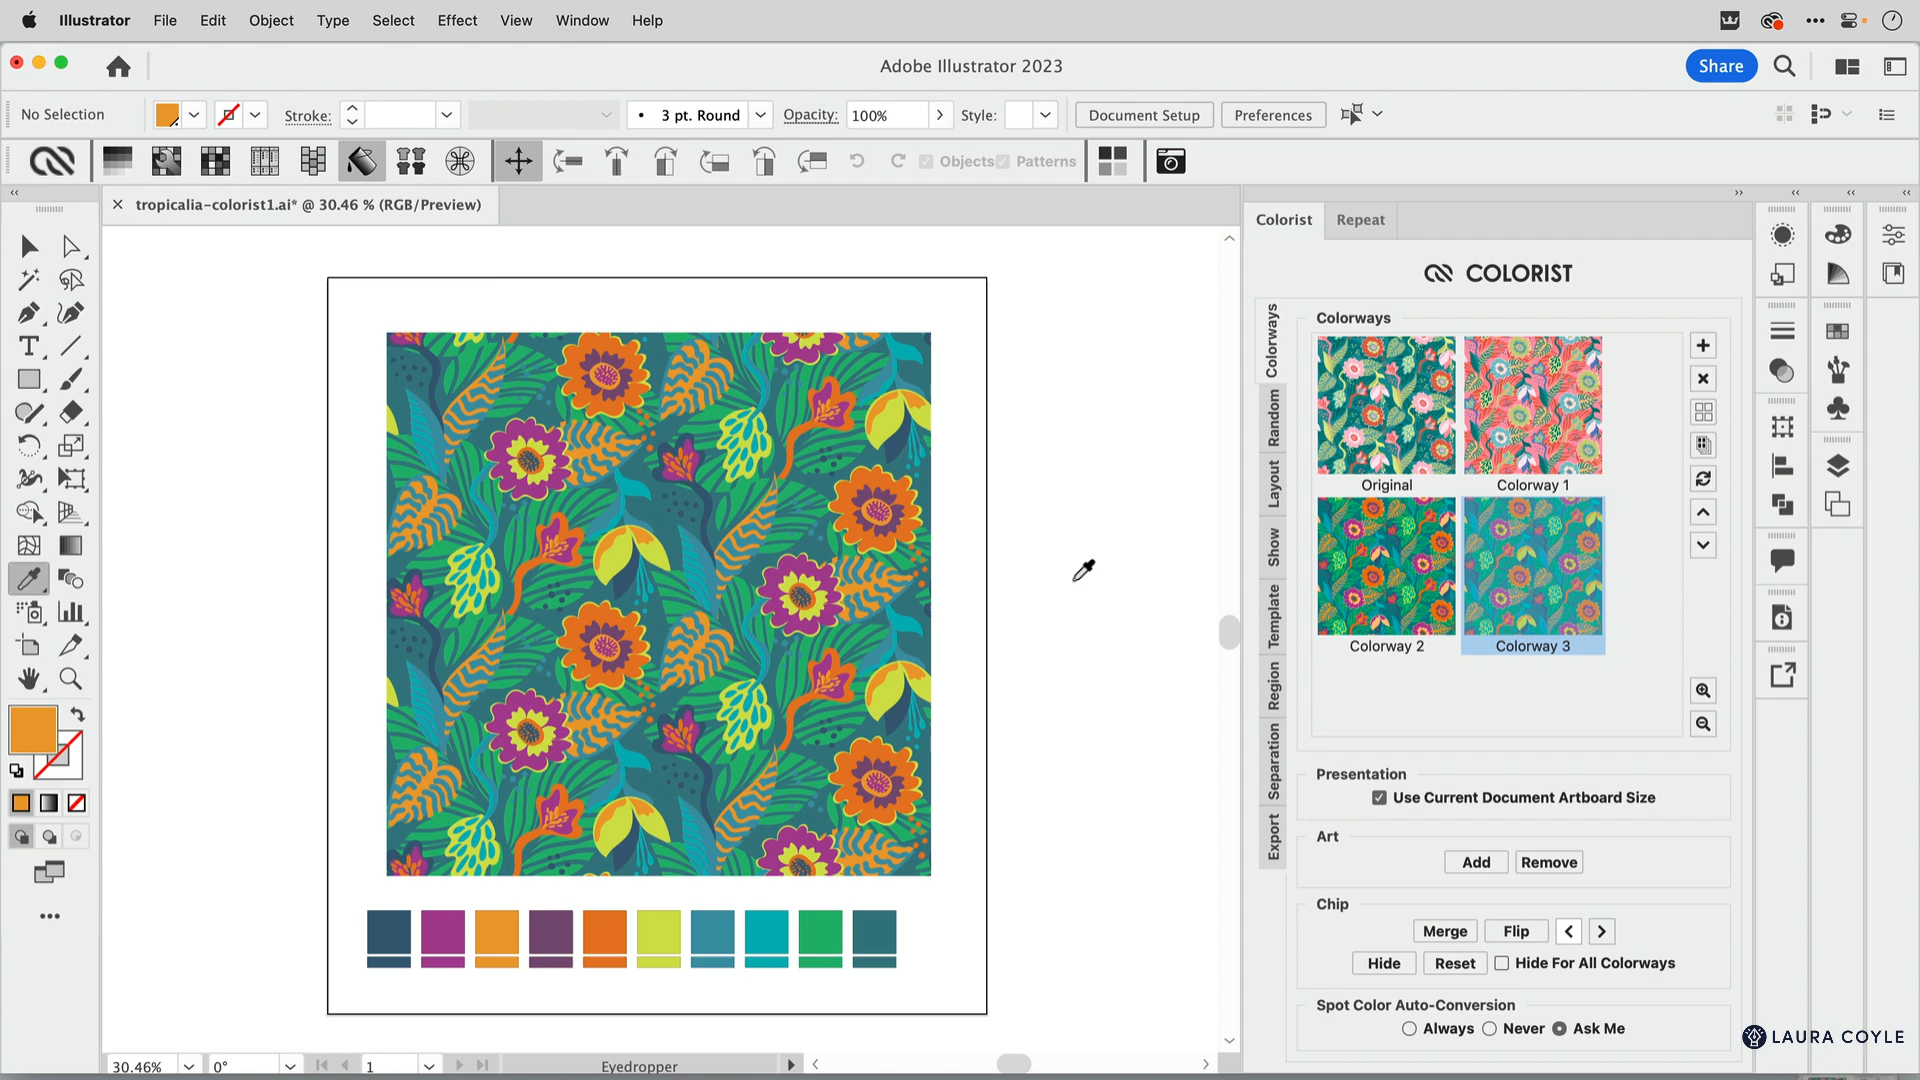 Illustrator File Edit Object Type Select Effect View Window Help
Adobe Illustrator 2023
Share
No Selection Stroke: 3 pt. Round Opacity: 100% Style: Document Setup Preferences
Objects Patterns
tropicalia-colorist1.ai* @ 30.46 % (RGB/Preview)
Colorist Repeat
COLORIST
Colorways
Random
Layout
Show
Template
Region
Separation
Export
Colorways
Original Colorway 1
Colorway 2 Colorway 3
Presentation
Use Current Document Artboard Size
Art
Add Remove
Chip
Merge Flip
Hide Reset Hide For All Colorways
Spot Color Auto-Conversion
Always Never Ask Me
LAURA COYLE
30.46% 0° 1 Eyedropper